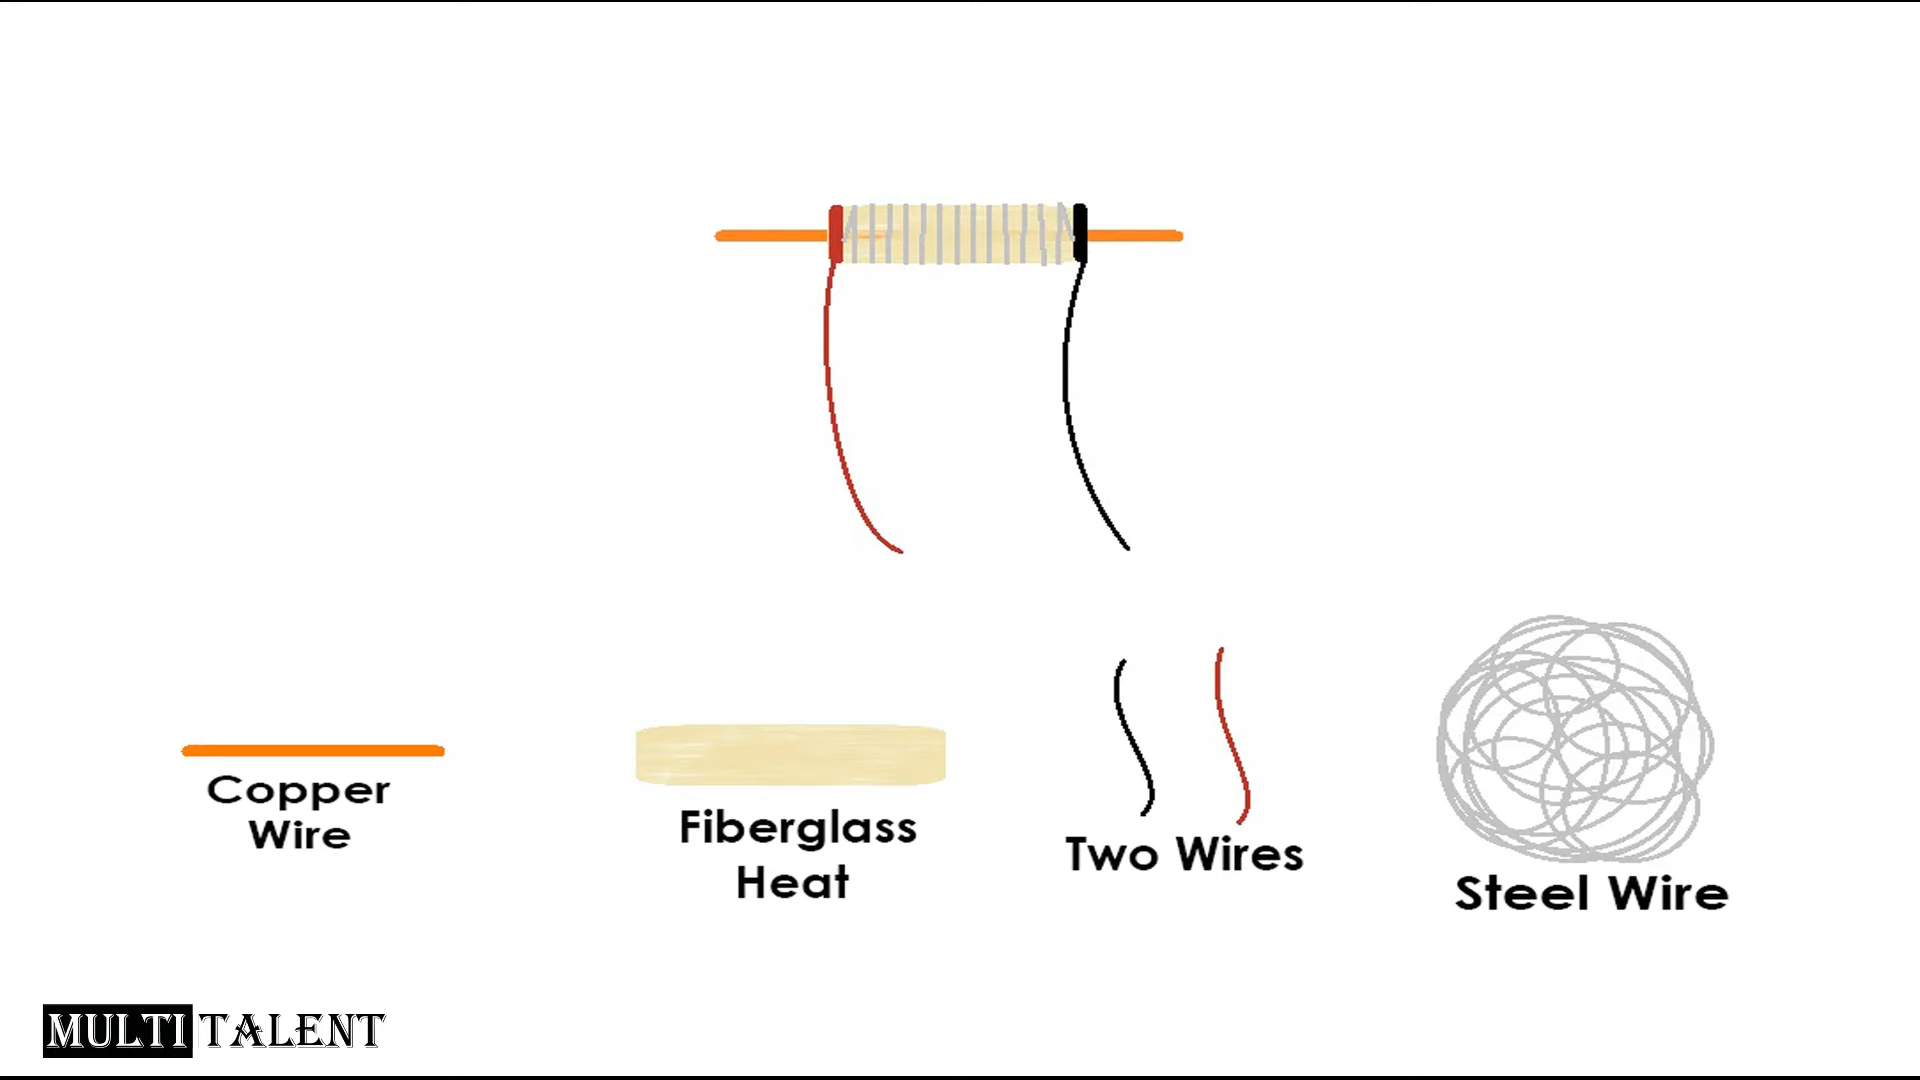 Copper
Wire
Fiberglass
Heat
Two Wires
Steel Wire
MULTI TALENT